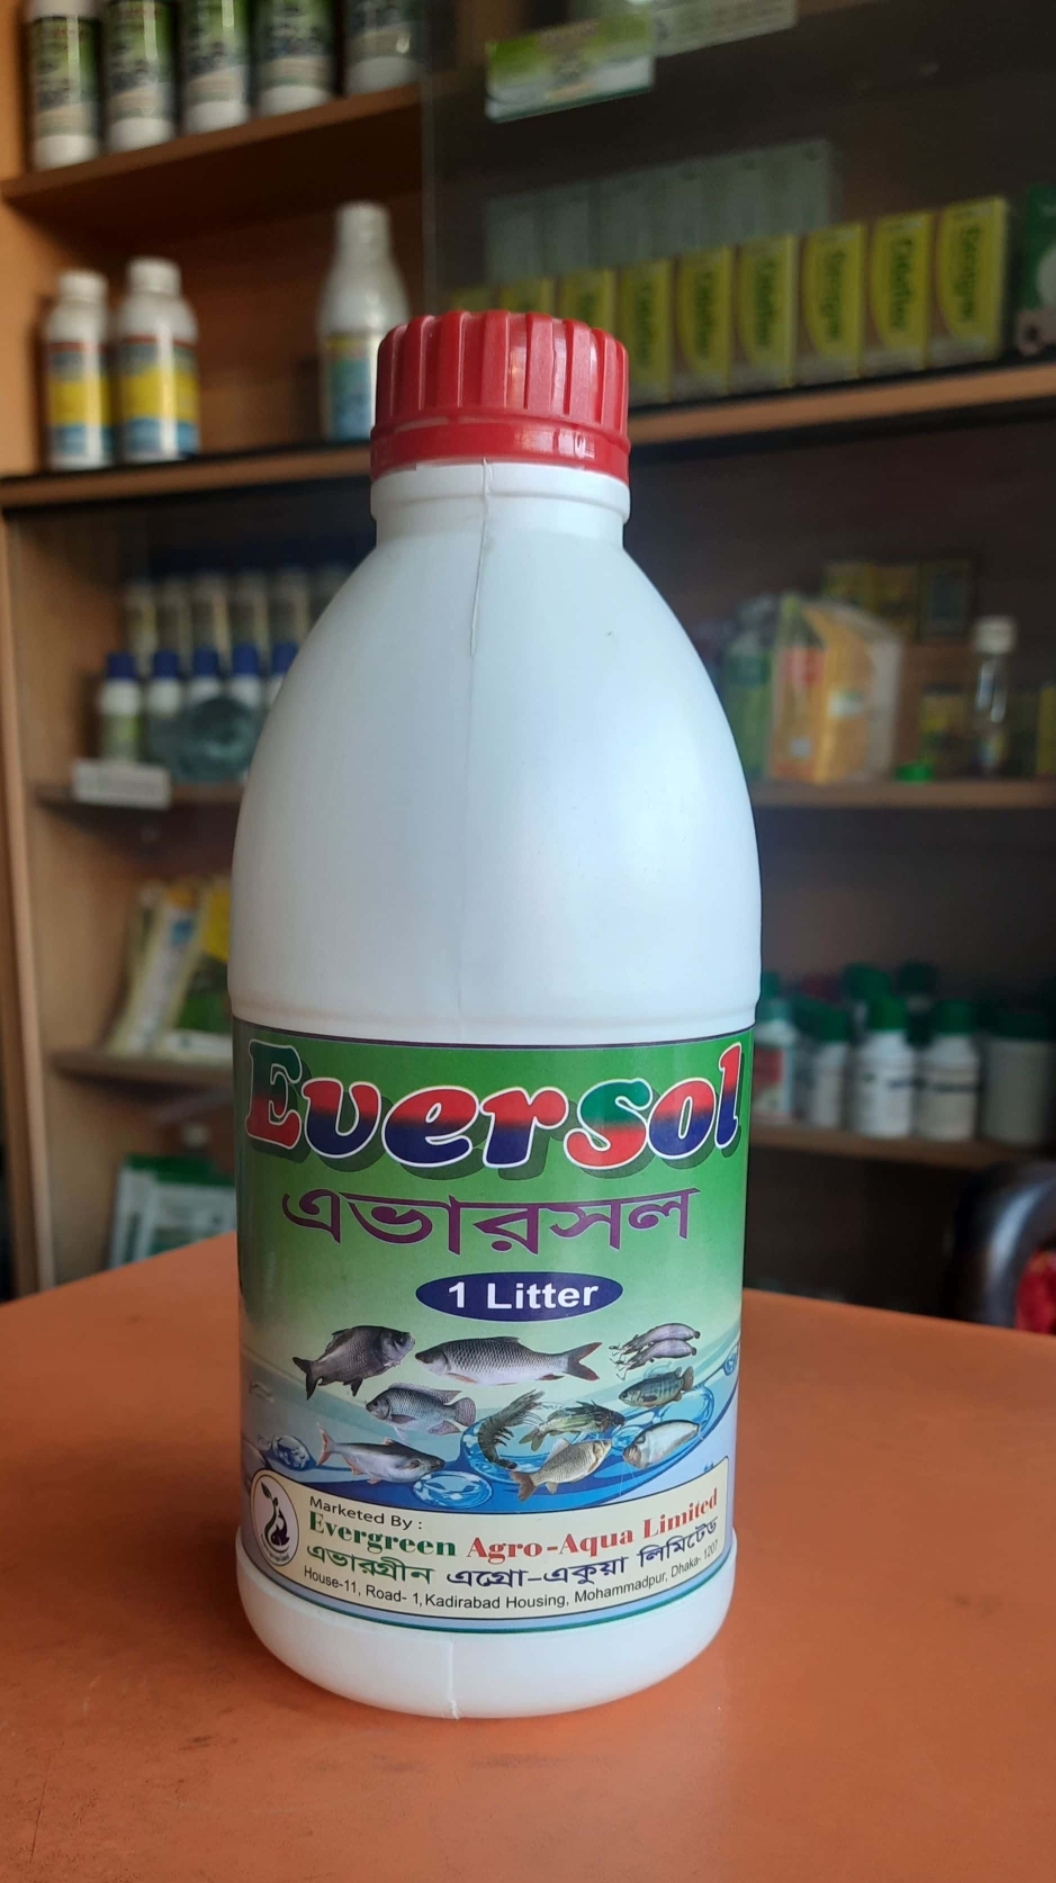 Eversol
এভারসল
1 Litter
Marketed By :
Evergreen Agro-Aqua Limited
এভারগ্রীন এগ্রো-একুয়া লিমিটেড
House-11, Road- 1, Kadirabad Housing, Mohammadpur, Dhaka- 1207